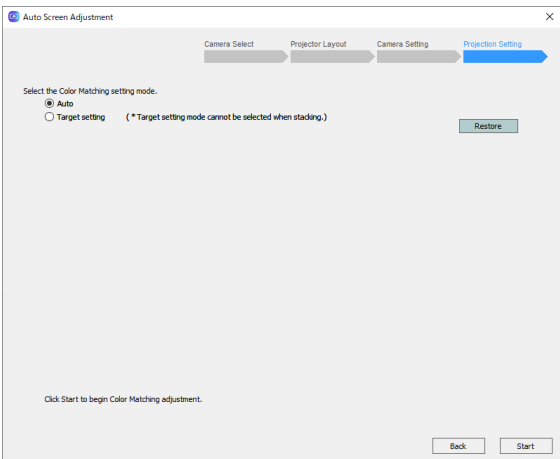 Auto Screen Adjustment
Camera Select
Projector Layout
Camera Setting
Projection Setting
Select the Color Matching setting mode.
Auto
Target setting ( * Target setting mode cannot be selected when stacking.)
Restore
Click Start to begin Color Matching adjustment.
Back
Start